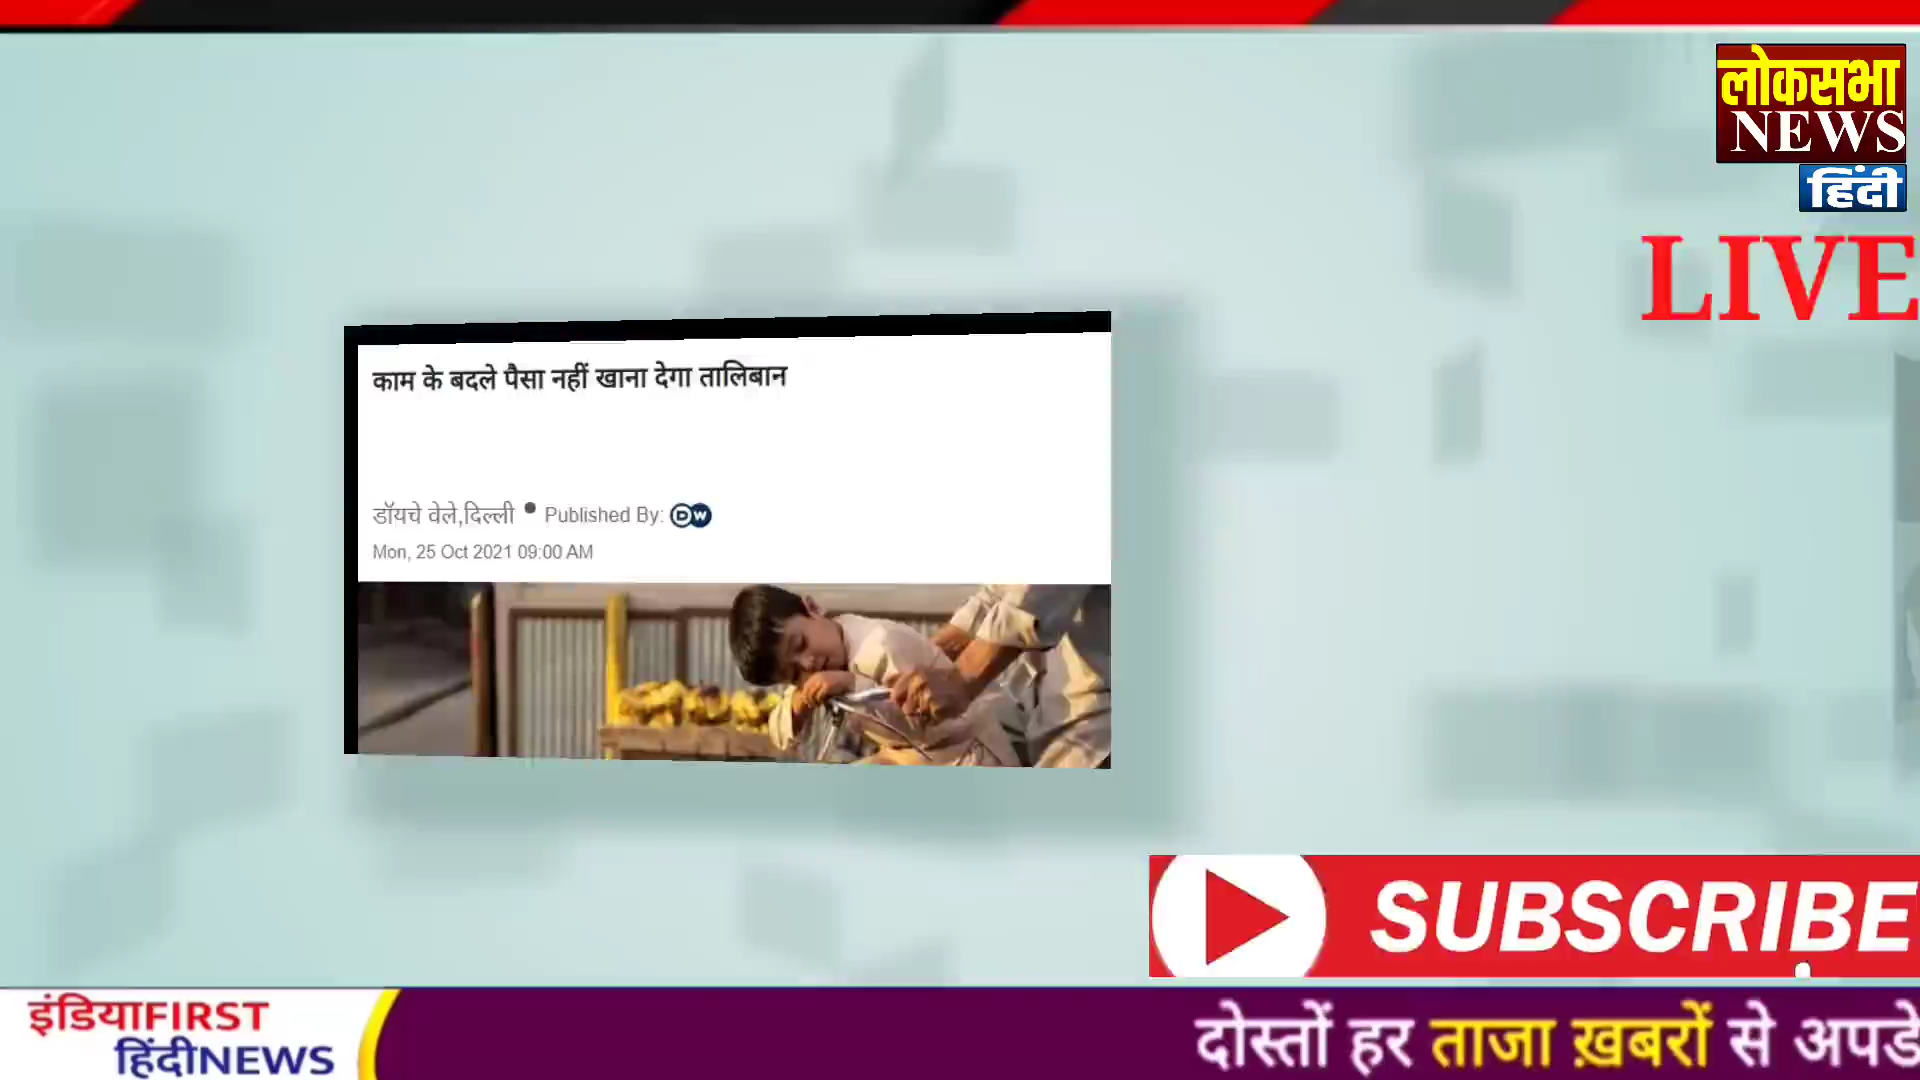 लोकसभा
NEWS
हिंदी
LIVE
काम के बदले पैसा नहीं खाना देगा तालिबान
डॉयचे वेले,दिल्ली • Published By: DW
Mon, 25 Oct 2021 09:00 AM
SUBSCRIBE
इंडियाFIRST
हिंदीNEWS
दोस्तों हर ताजा ख़बरों से अपडे